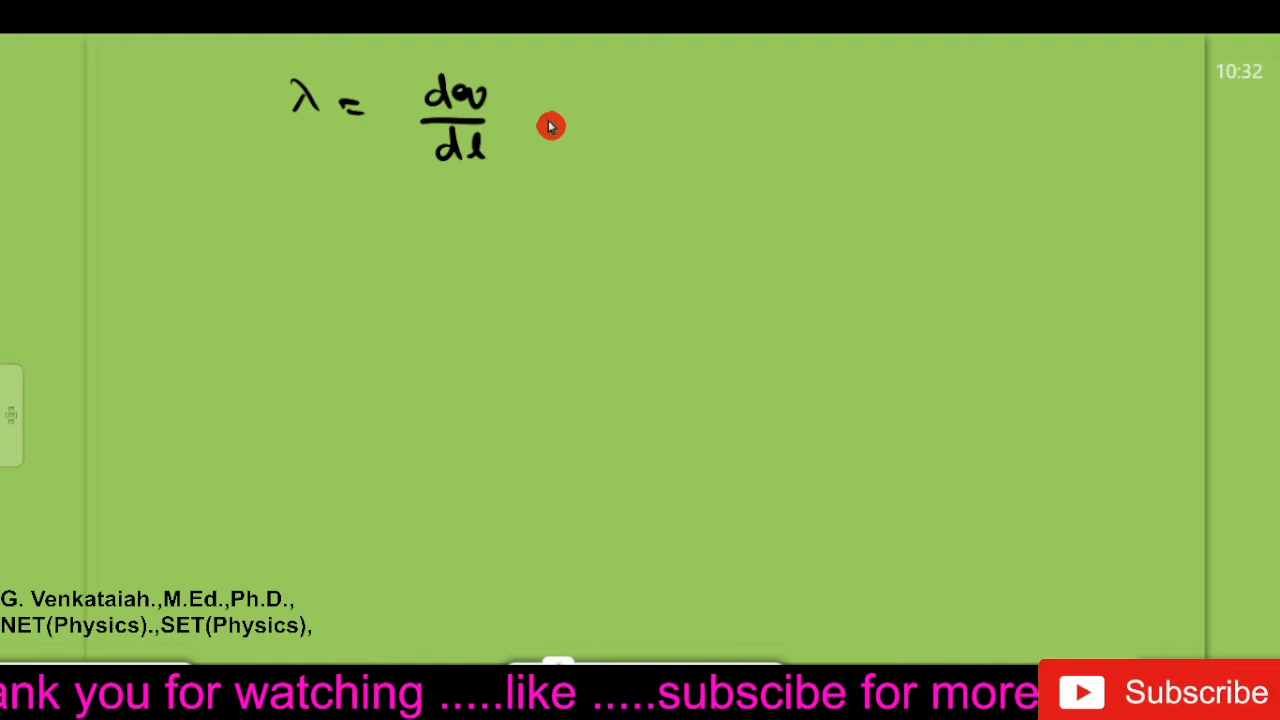 10:32
λ = dqv
dl
G. Venkataiah.,M.Ed.,Ph.D.,
NET(Physics).,SET(Physics),
ank you for watching .....like .....subscibe for more
Subscribe